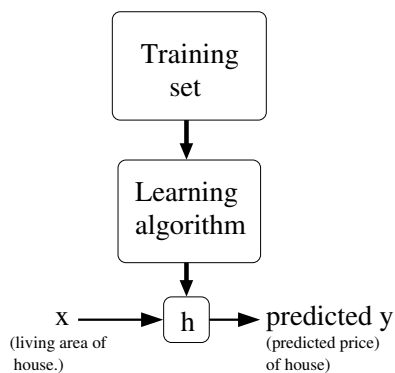 Training
set
Learning
algorithm
x
h
predicted y
(living area of
house.)
(predicted price)
of house)